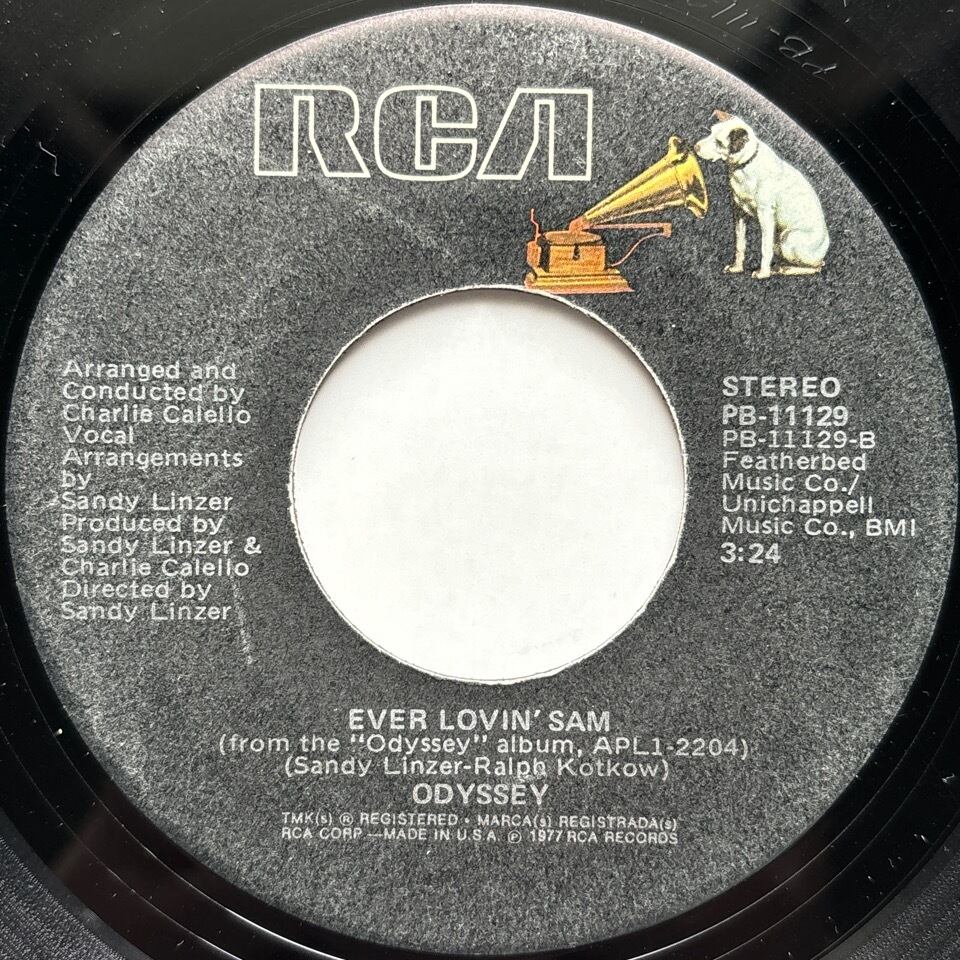 RCA
Arranged and
Conducted by
Charlie Calello
Vocal
Arrangements
by
Sandy Linzer
Produced by
Sandy Linzer &
Charlie Calello
Directed by
Sandy Linzer
STEREO
PB-11129
PB-11129-B
Featherbed
Music Co./
Unichappell
Music Co., BMI
3:24
EVER LOVIN' SAM
(from the "Odyssey" album, APL1-2204)
(Sandy Linzer-Ralph Kotkow)
ODYSSEY
TMK(s) ® REGISTERED • MARCA(s) REGISTRADA(s)
RCA CORP.—MADE IN U.S.A. ℗ 1977 RCA RECORDS